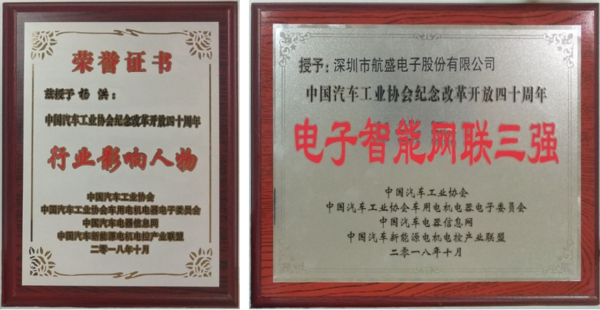 荣誉证书
兹授予 杨洪：
中国汽车工业协会纪念改革开放四十周年
行业影响人物
中国汽车工业协会
中国汽车工业协会车用电机电器电子委员会
中国汽车电器信息网
中国汽车新能源电机电控产业联盟
二零一八年十月
授予：深圳市航盛电子股份有限公司
中国汽车工业协会纪念改革开放四十周年
电子智能网联三强
中国汽车工业协会
中国汽车工业协会车用电机电器电子委员会
中国汽车电器信息网
中国汽车新能源电机电控产业联盟
二〇一八年十月